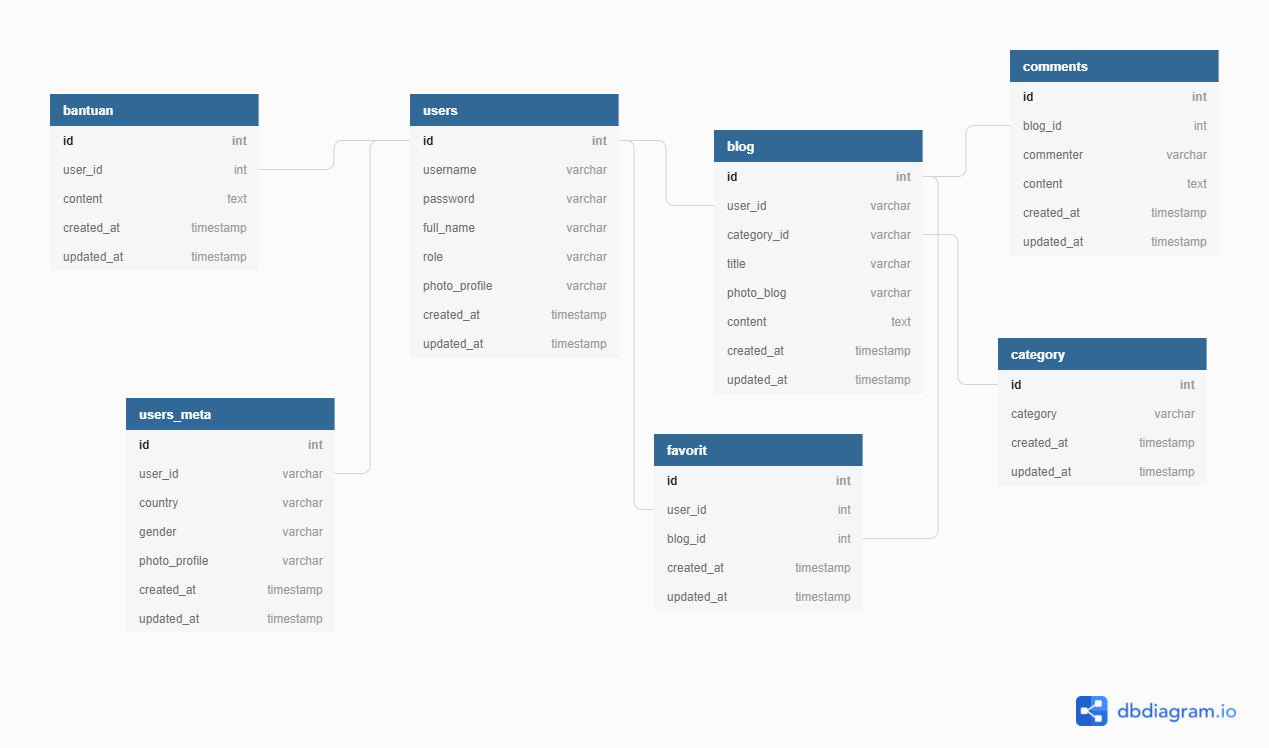 bantuan
id int
user_id int
content text
created_at timestamp
updated_at timestamp
users
id int
username varchar
password varchar
full_name varchar
role varchar
photo_profile varchar
created_at timestamp
updated_at timestamp
blog
id int
user_id varchar
category_id varchar
title varchar
photo_blog varchar
content text
created_at timestamp
updated_at timestamp
comments
id int
blog_id int
commenter varchar
content text
created_at timestamp
updated_at timestamp
category
id int
category varchar
created_at timestamp
updated_at timestamp
users_meta
id int
user_id varchar
country varchar
gender varchar
photo_profile varchar
created_at timestamp
updated_at timestamp
favorit
id int
user_id int
blog_id int
created_at timestamp
updated_at timestamp
dbdiagram.io